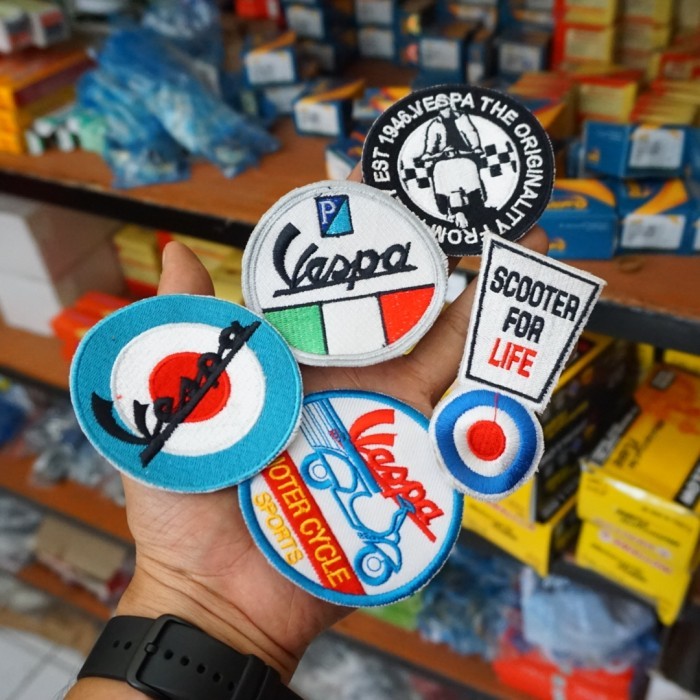 EST 1946.VESPA THE ORIGINALITY FROM
P
Vespa
SCOOTER
FOR
LIFE
Vespa
Vespa
OTER CYCLE
SPORTS